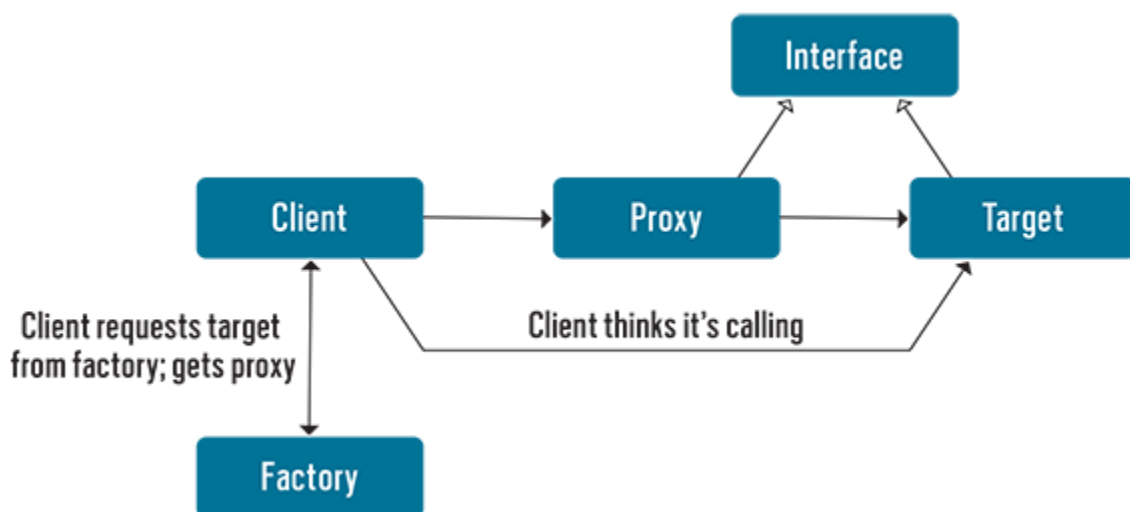 Interface
Client
Proxy
Target
Client requests target
from factory; gets proxy
Client thinks it's calling
Factory